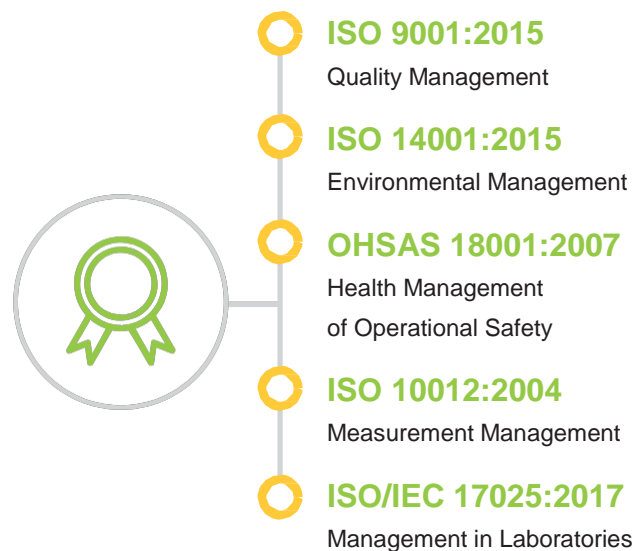 ISO 9001:2015
Quality Management
ISO 14001:2015
Environmental Management
OHSAS 18001:2007
Health Management
of Operational Safety
ISO 10012:2004
Measurement Management
ISO/IEC 17025:2017
Management in Laboratories